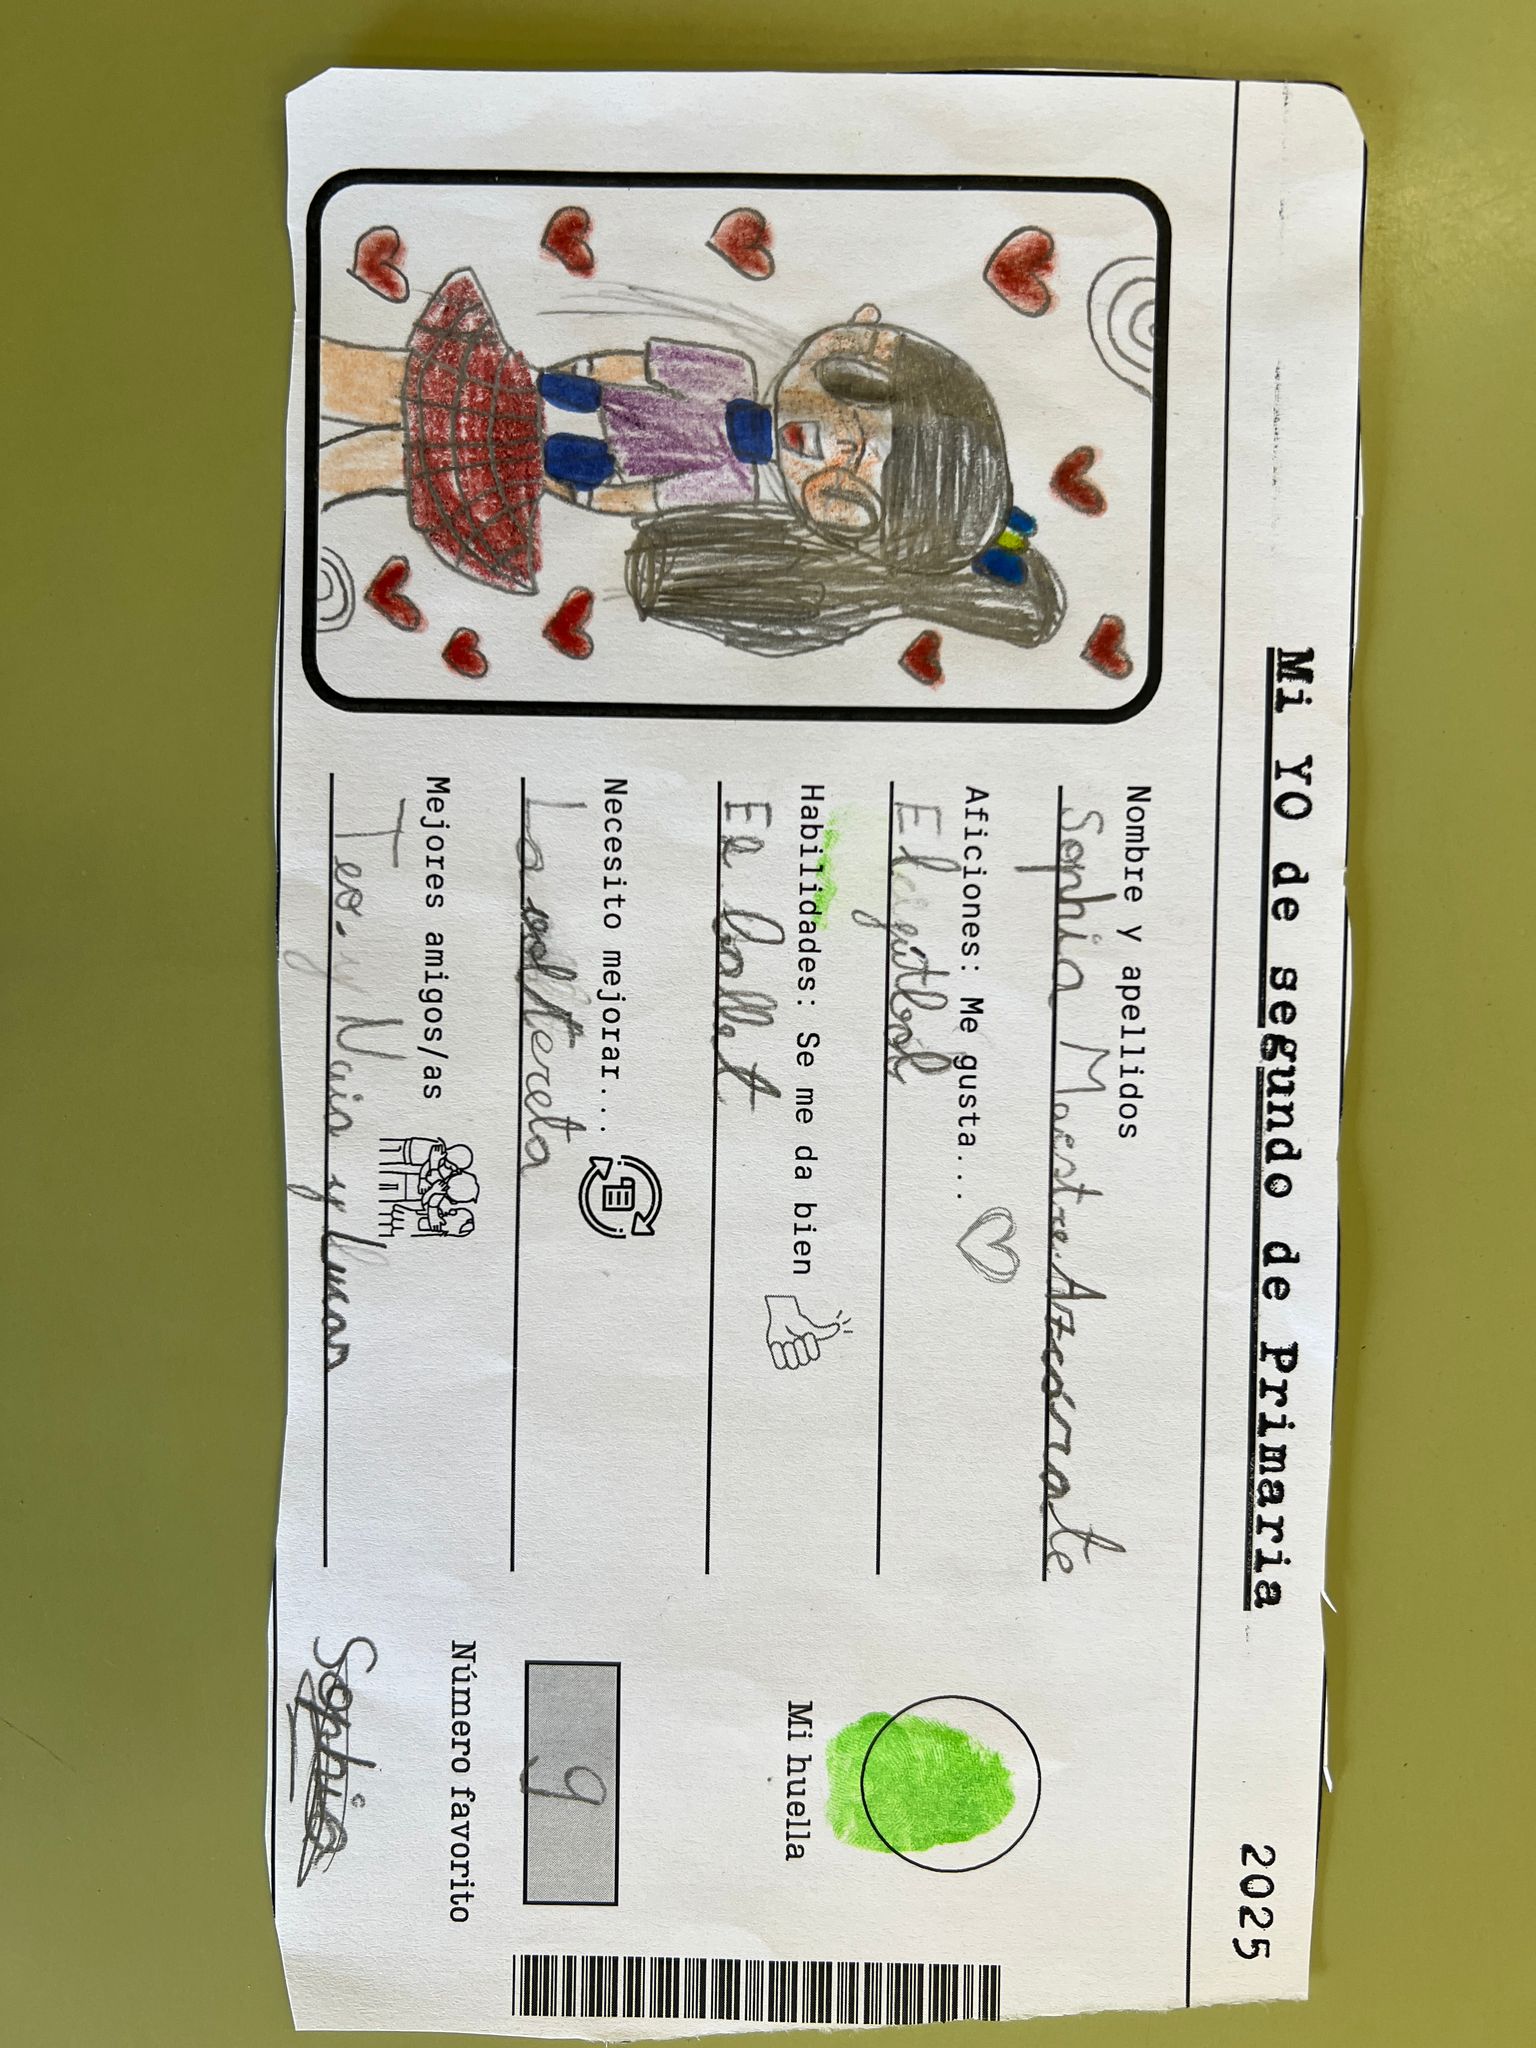 Mi YO de segundo de Primaria
2025
Nombre y apellidos
Sophia Maestre Azcárate
Aficiones: Me gusta...
El fútbol
Habilidades: Se me da bien
El ballet
Necesito mejorar...
La voltereta
Mejores amigos/as
Teo. y Naia y Lucas
Mi huella
9
Número favorito
Sophia